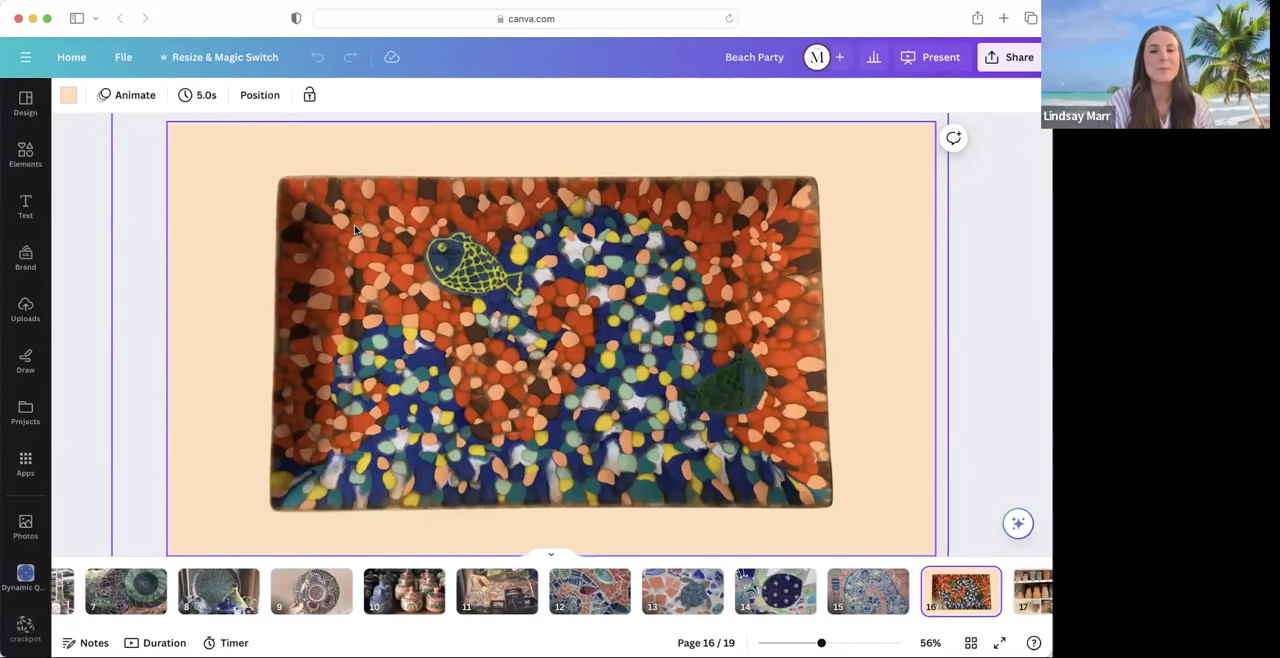 canva.com
Home
File
Resize & Magic Switch
Beach Party
M
Present
Share
Lindsay Marr
Animate
5.0s
Position
Design
Elements
Text
Brand
Uploads
Draw
Projects
Apps
Photos
Dynamic Q...
crackpot
7
8
9
10
11
12
13
14
15
16
17
Notes
Duration
Timer
Page 16 / 19
56%